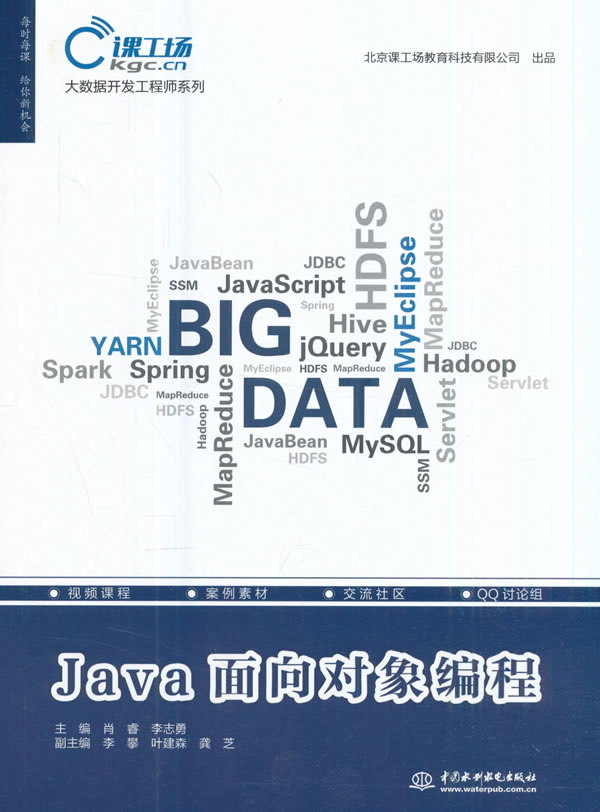 每时每课 给你新机会
课工场
kgc.cn
北京课工场教育科技有限公司 出品
大数据开发工程师系列
HDFS
MapReduce
MyEclipse
MyEclipse
JavaBean
JDBC
SSM
JavaScript
Spring
BIG
Hive
YARN
jQuery
JDBC
Spark
Spring
MyEclipse
HDFS
MapReduce
Hadoop
JDBC
MapReduce
DATA
Servlet
HDFS
Hadoop
MapReduce
JavaBean
MySQL
Servlet
HDFS
SSM
视频课程 案例素材 交流社区 QQ讨论组
Java 面向对象编程
主编 肖睿 李志勇
副主编 李攀 叶建森 龚芝
中国水利水电出版社
www.waterpub.com.cn